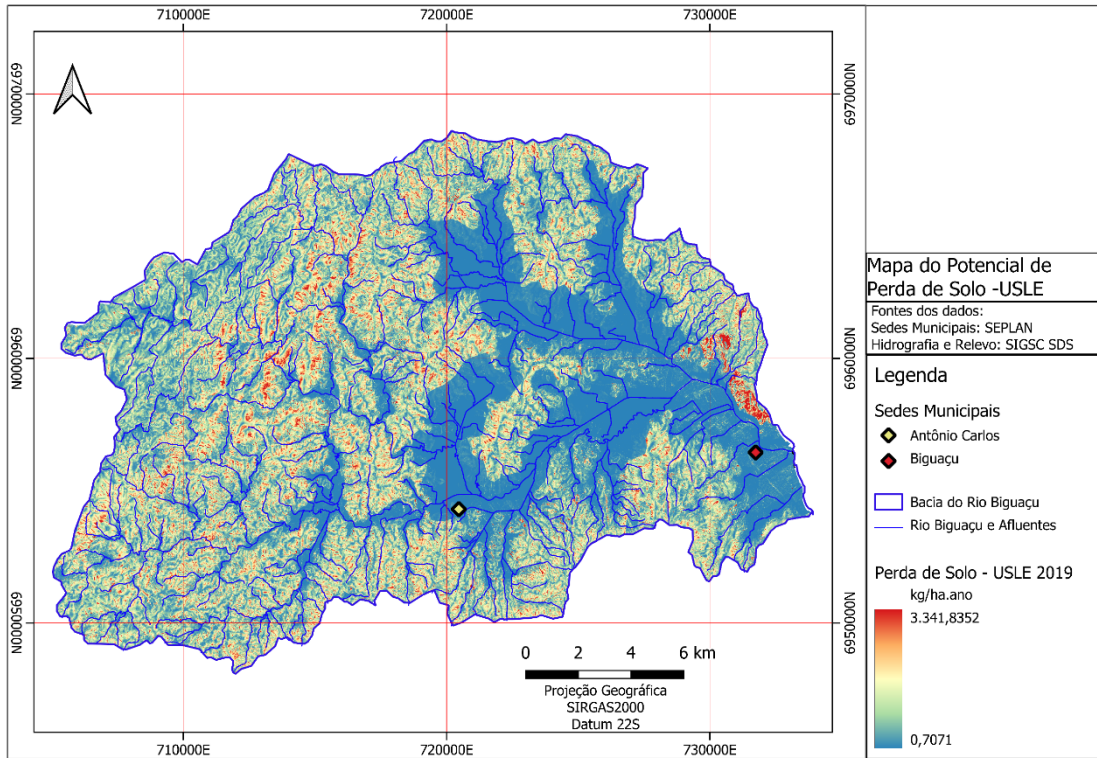 710000E
720000E
730000E
6970000N
6970000N
6960000N
6960000N
6950000N
6950000N
0 2 4 6 km
Projeção Geográfica
SIRGAS2000
Datum 22S
710000E
720000E
730000E
Mapa do Potencial de
Perda de Solo -USLE
Fontes dos dados:
Sedes Municipais: SEPLAN
Hidrografia e Relevo: SIGSC SDS
Legenda
Sedes Municipais
Antônio Carlos
Biguaçu
Bacia do Rio Biguaçu
Rio Biguaçu e Afluentes
Perda de Solo - USLE 2019
kg/ha.ano
3.341,8352
0,7071